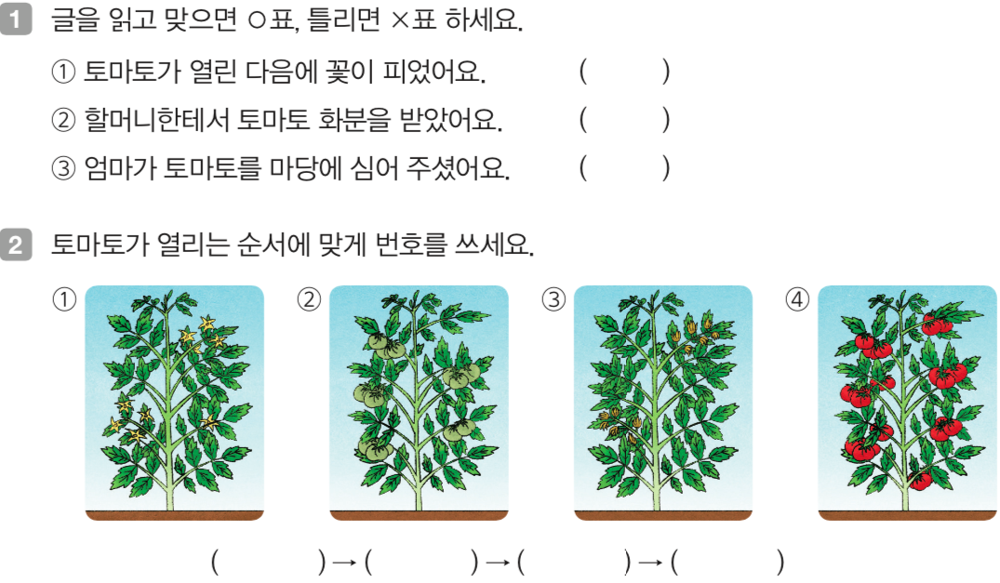 1 글을 읽고 맞으면 ○표, 틀리면 ×표 하세요.
① 토마토가 열린 다음에 꽃이 피었어요. ( )
② 할머니한테서 토마토 화분을 받았어요. ( )
③ 엄마가 토마토를 마당에 심어 주셨어요. ( )
2 토마토가 열리는 순서에 맞게 번호를 쓰세요.
① ② ③ ④
( ) → ( ) → ( ) → ( )